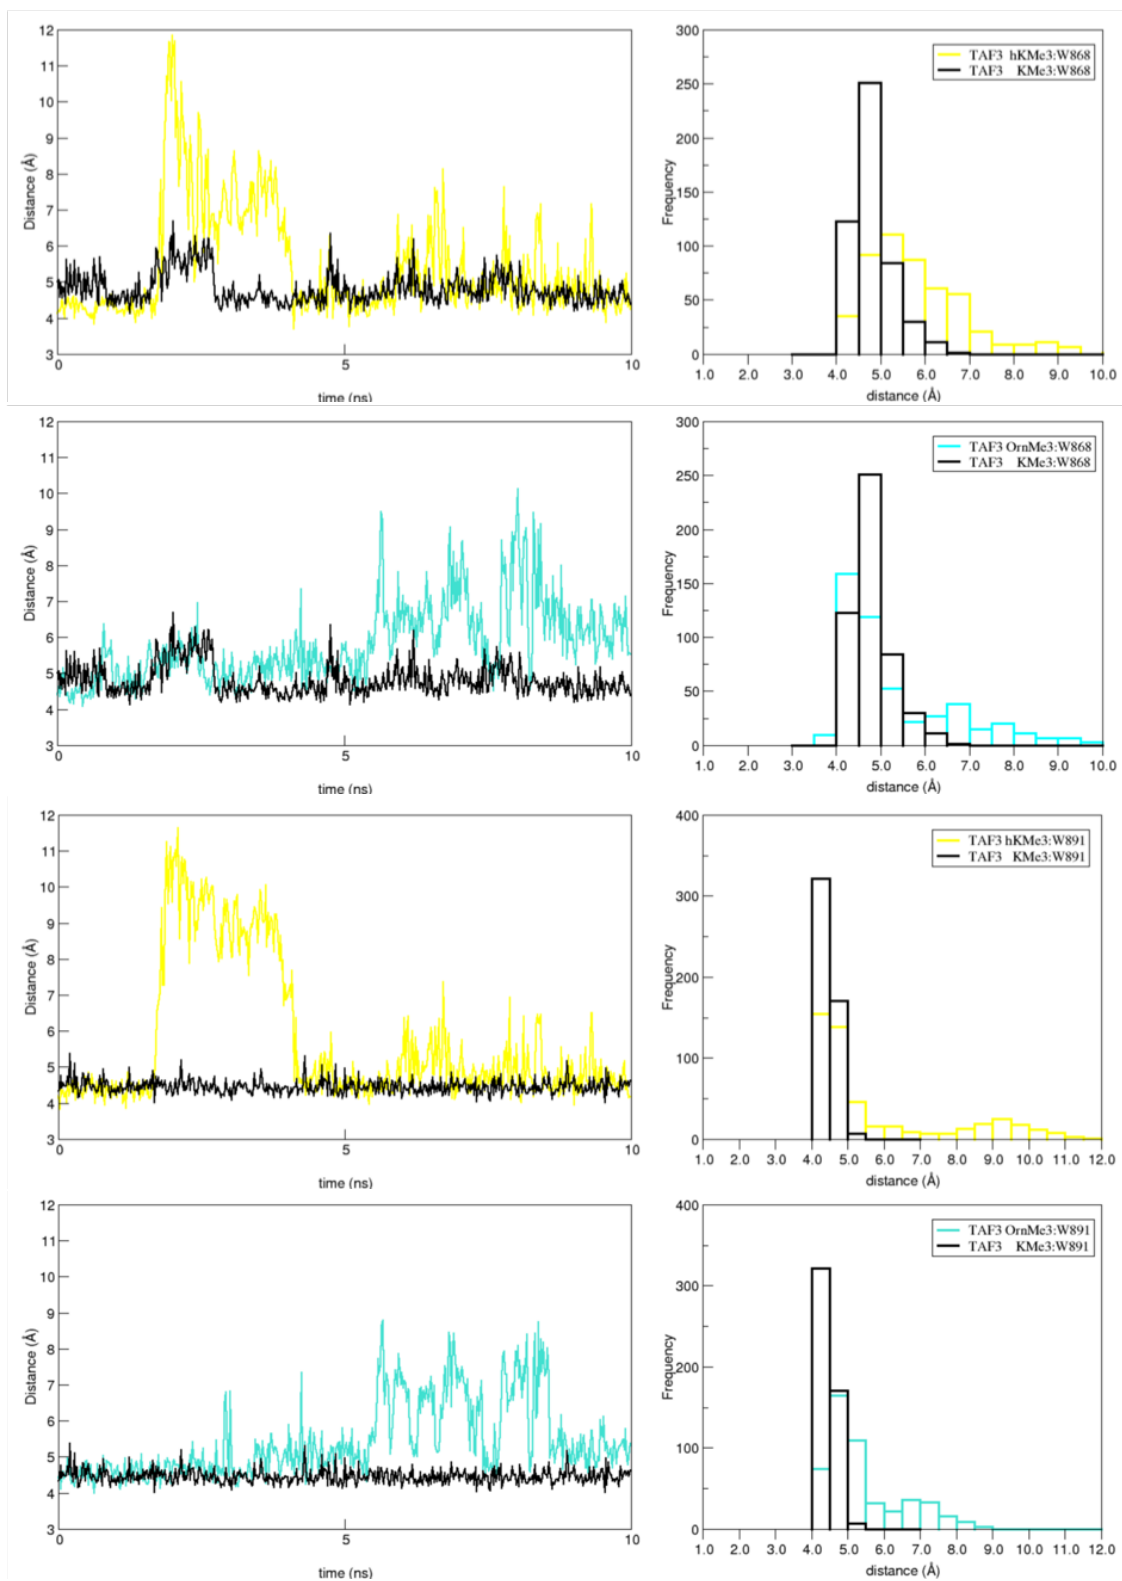 12
11
10
9
8
7
6
5
4
3
Distance (Å)
0
5
10
time (ns)
300
250
200
150
100
50
0
Frequency
TAF3 hKMe3:W868
TAF3 KMe3:W868
1.0 2.0 3.0 4.0 5.0 6.0 7.0 8.0 9.0 10.0
distance (Å)
12
11
10
9
8
7
6
5
4
3
Distance (Å)
0
5
10
time (ns)
300
250
200
150
100
50
0
Frequency
TAF3 OrnMe3:W868
TAF3 KMe3:W868
1.0 2.0 3.0 4.0 5.0 6.0 7.0 8.0 9.0 10.0
distance (Å)
12
11
10
9
8
7
6
5
4
3
Distance (Å)
0
5
10
time (ns)
400
300
200
100
0
Frequency
TAF3 hKMe3:W891
TAF3 KMe3:W891
1.0 2.0 3.0 4.0 5.0 6.0 7.0 8.0 9.0 10.0 11.0 12.0
distance (Å)
12
11
10
9
8
7
6
5
4
3
Distance (Å)
0
5
10
time (ns)
400
300
200
100
0
Frequency
TAF3 OrnMe3:W891
TAF3 KMe3:W891
1.0 2.0 3.0 4.0 5.0 6.0 7.0 8.0 9.0 10.0 11.0 12.0
distance (Å)